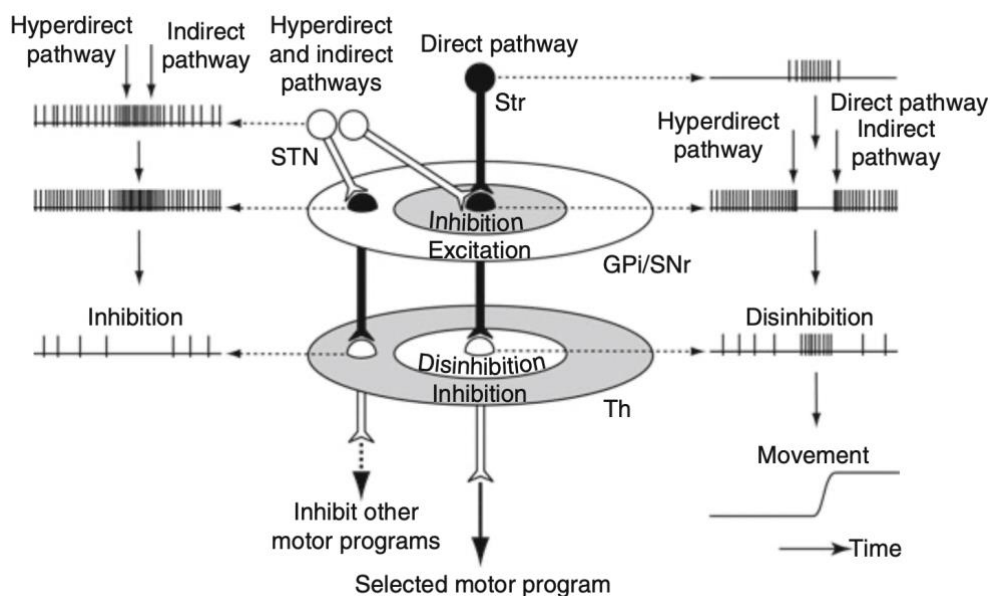 Hyperdirect
pathway
Indirect
pathway
Hyperdirect
and indirect
pathways
Direct pathway
Str
STN
Hyperdirect
pathway
Direct pathway
Indirect
pathway
Inhibition
Excitation
GPi/SNr
Inhibition
Disinhibition
Disinhibition
Inhibition
Th
Movement
Time
Inhibit other
motor programs
Selected motor program